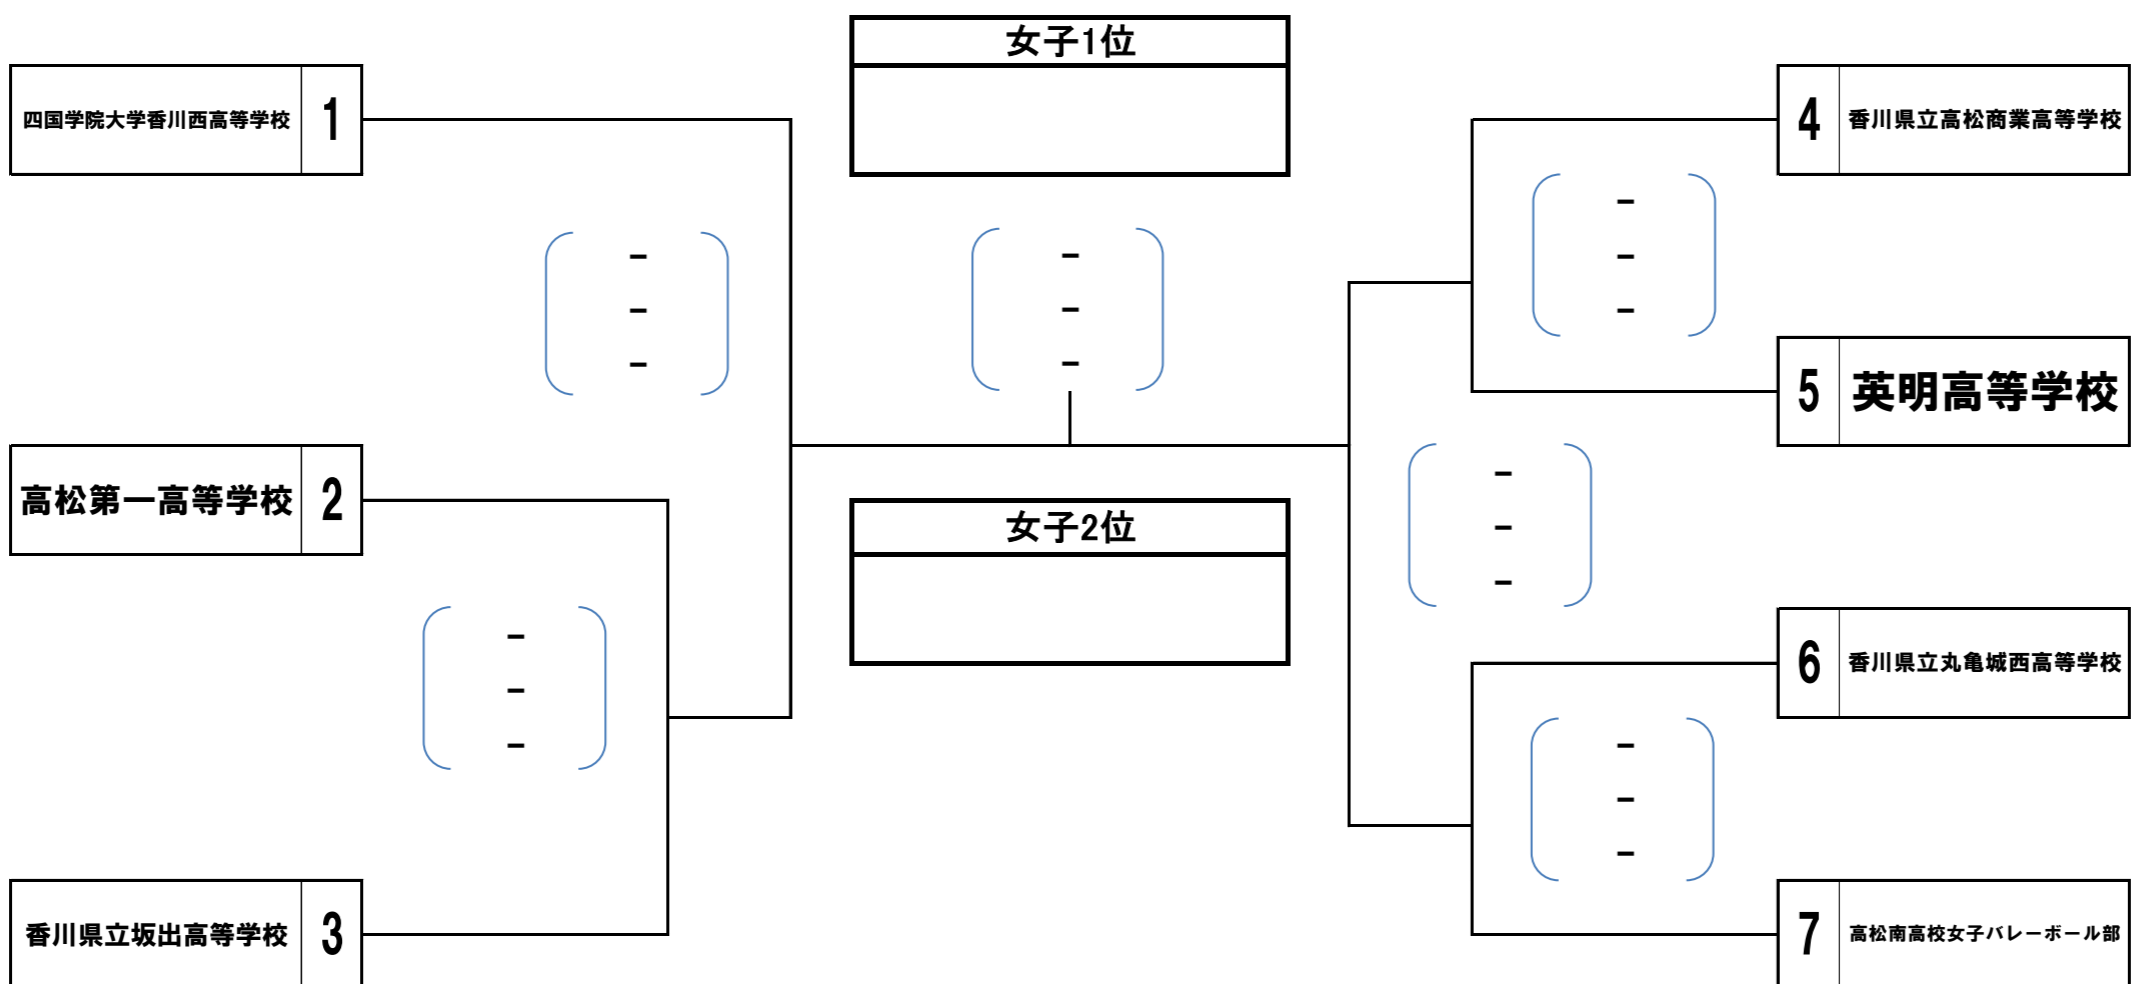 女子1位
四国学院大学香川西高等学校 1
4 香川県立高松商業高等学校
-
-
-
-
-
-
-
-
-
5 英明高等学校
高松第一高等学校 2
-
-
-
女子2位
6 香川県立丸亀城西高等学校
-
-
-
-
-
-
香川県立坂出高等学校 3
7 高松南高校女子バレーボール部